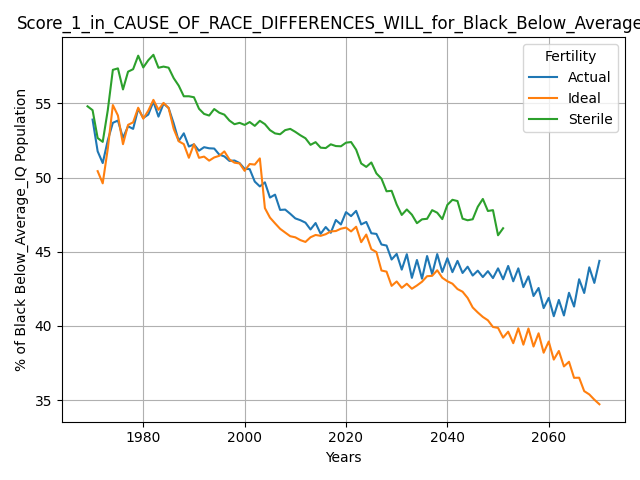 Score_1_in_CAUSE_OF_RACE_DIFFERENCES_WILL_for_Black_Below_Average
Fertility
Actual
Ideal
Sterile
% of Black Below_Average_IQ Population
55
50
45
40
35
1980 2000 2020 2040 2060
Years